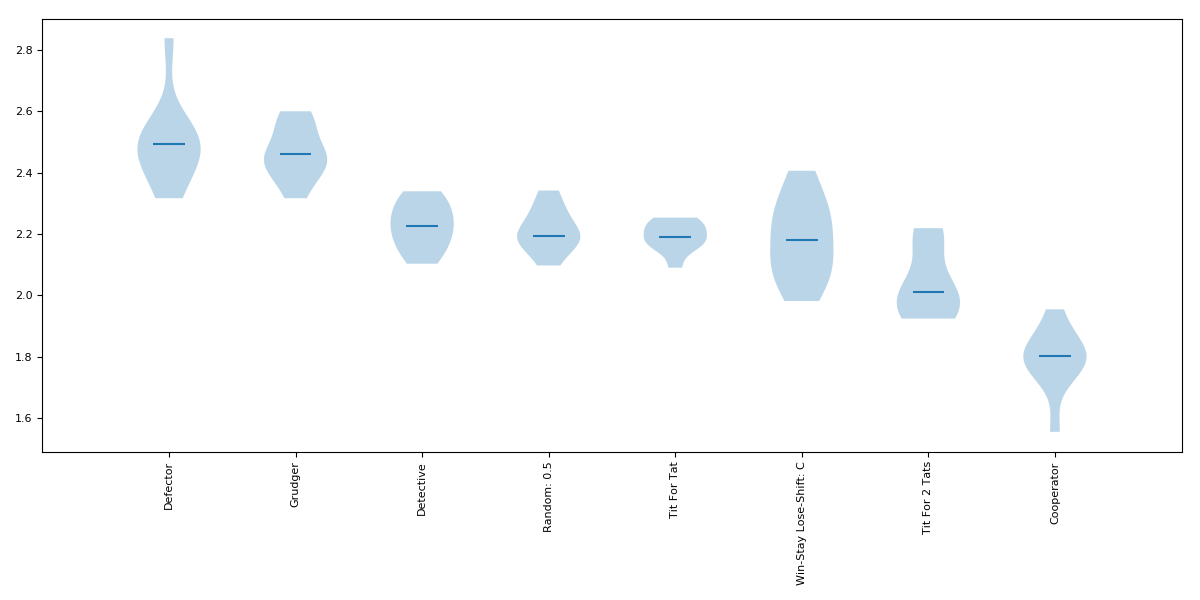 2.8
2.6
2.4
2.2
2.0
1.8
1.6
Defector
Grudger
Detective
Random: 0.5
Tit For Tat
Win-Stay Lose-Shift: C
Tit For 2 Tats
Cooperator